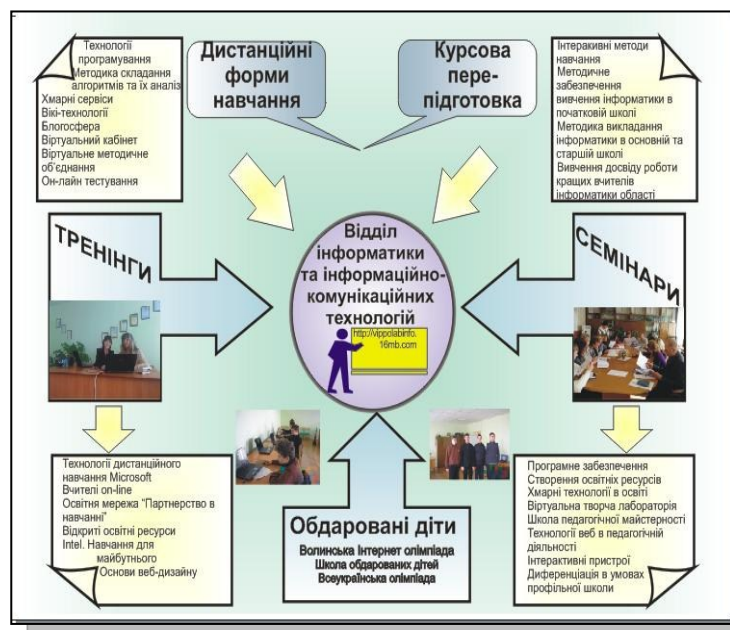 Технології
програмування
Методика складання
алгоритмів та їх аналіз
Хмарні сервіси
Вікі-технології
Блогосфера
Віртуальний кабінет
Віртуальне методичне
об'єднання
Он-лайн тестування
Дистанційні
форми
навчання
Курсова
пере-
підготовка
Інтеракивні методи
навчання
Методичне
забезпечення
вивчення інформатики в
початковій школі
Методика викладання
інформатики в основній та
старшій школі
Вивчення досвіду роботи
кращих вчителів
інформатики області
ТРЕНІНГИ
Відділ
інформатики
та інформаційно-
комунікаційних
технологій
http://vippolabinfo.
16mb.com
СЕМІНАРИ
Технології дистанційного
навчання Microsoft
Вчителі on-line
Освітня мережа "Партнерство в
навчанні"
Відкриті освітні ресурси
Intel. Навчання для
майбутнього
Основи веб-дизайну
Обдаровані діти
Волинська Інтернет олімпіада
Школа обдарованих дітей
Всеукраїнська олімпіада
Програмне забезпечення
Створення освітніх ресурсів
Хмарні технології в освіті
Віртуальна творча лабораторія
Школа педагогічної майстерності
Технології веб в педагогічній
діяльності
Інтерактивні пристрої
Диференціація в умовах
профільної школи